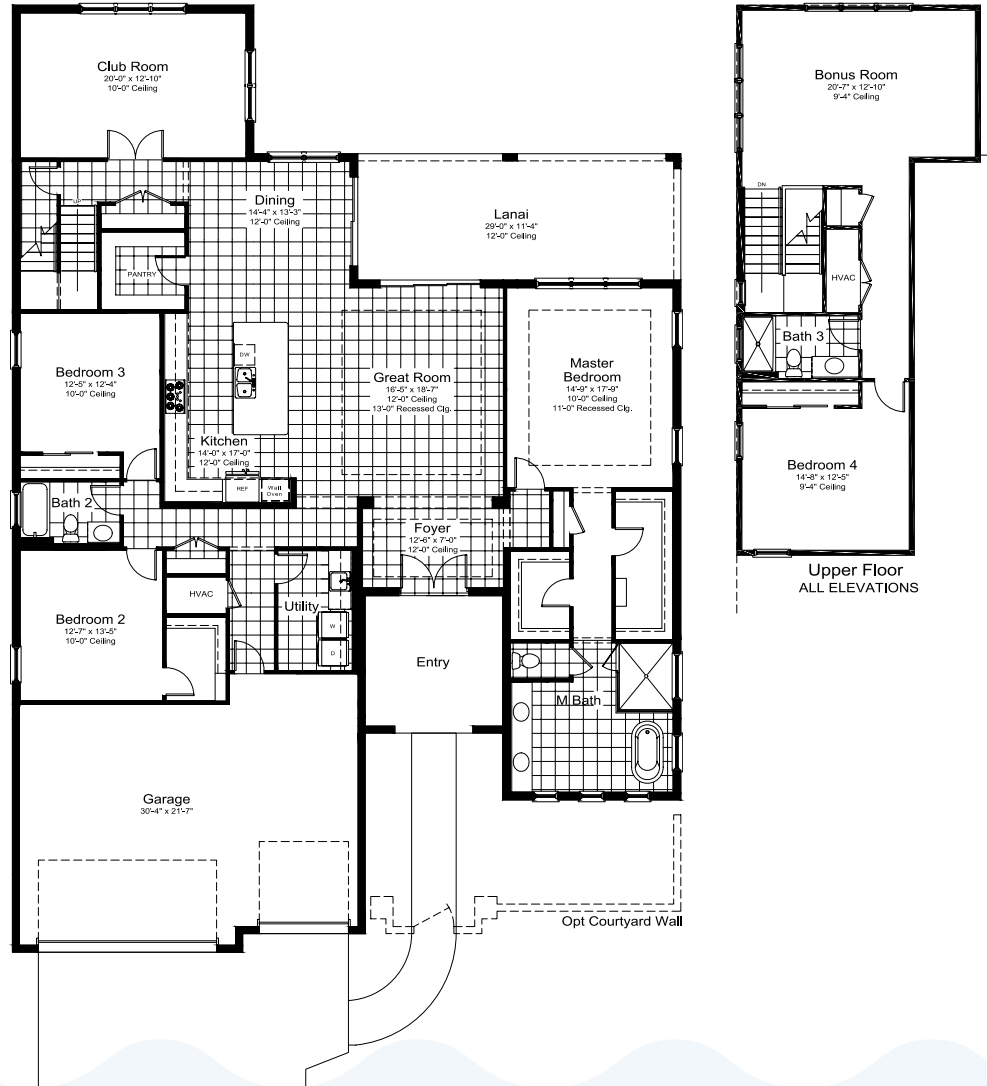 Club Room
20'-0" x 12'-10"
10'-0" Ceiling
Bonus Room
20'-7" x 12'-10"
9'-4" Ceiling
UP
Dining
14'-4" x 13'-3"
12'-0" Ceiling
Lanai
29'-0" x 11'-4"
12'-0" Ceiling
DN
PANTRY
HVAC
Bath 3
DW
Bedroom 3
12'-5" x 12'-4"
10'-0" Ceiling
Great Room
16'-5" x 18'-7"
12'-0" Ceiling
13'-0" Recessed Clg.
Master
Bedroom
14'-9" x 17'-9"
10'-0" Ceiling
11'-0" Recessed Clg.
Kitchen
14'-0" x 17'-0"
12'-0" Ceiling
REF
Wall
Oven
Bedroom 4
14'-8" x 12'-5"
9'-4" Ceiling
Bath 2
Foyer
12'-6" x 7'-0"
12'-0" Ceiling
Upper Floor
ALL ELEVATIONS
HVAC
Utility
W
D
Bedroom 2
12'-7" x 13'-5"
10'-0" Ceiling
Entry
M.Bath
Garage
30'-4" x 21'-7"
Opt Courtyard Wall